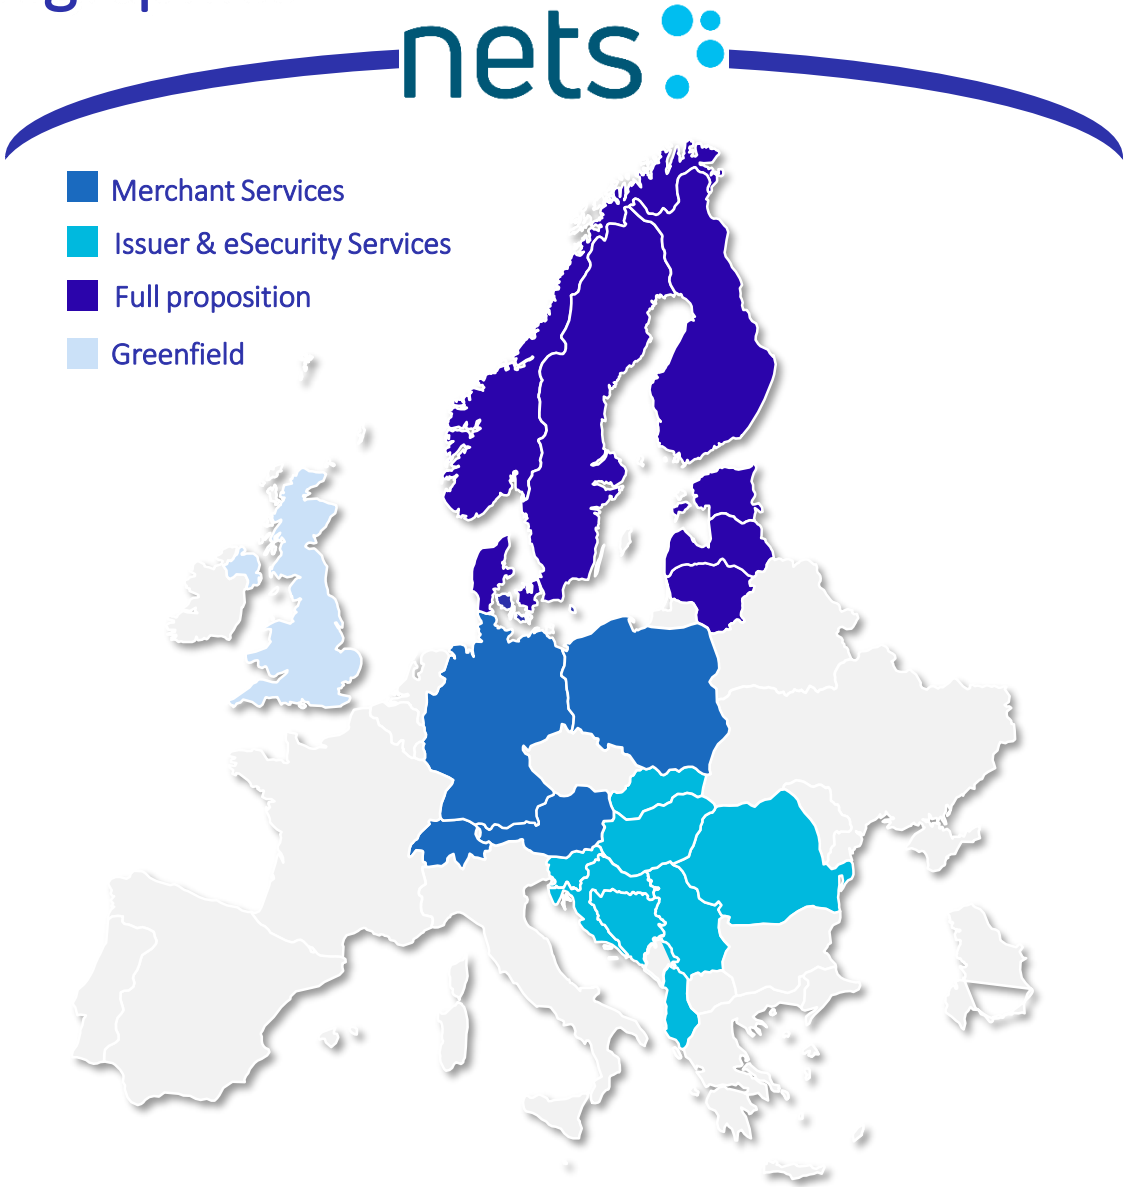 nets
Merchant Services
Issuer & eSecurity Services
Full proposition
Greenfield